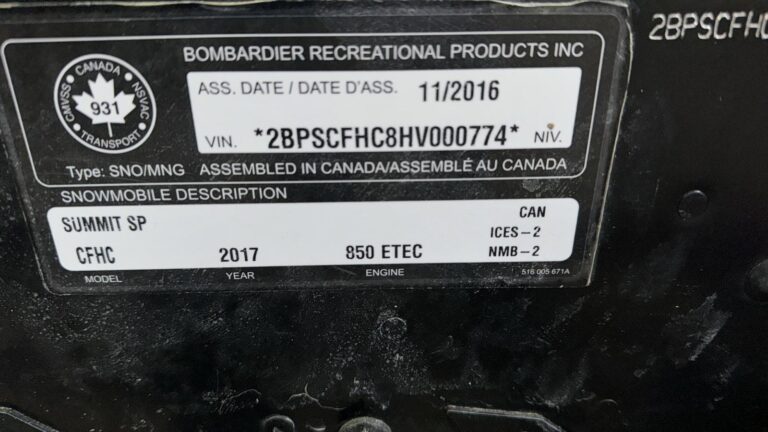 BOMBARDIER RECREATIONAL PRODUCTS INC
CANADA
CMVSS 931 NSVAC
TRANSPORT
ASS. DATE / DATE D'ASS. 11/2016
VIN. *2BPSCFHC8HV000774* NIV.
Type: SNO/MNG ASSEMBLED IN CANADA/ASSEMBLÉ AU CANADA
SNOWMOBILE DESCRIPTION
SUMMIT SP CAN
ICES-2
CFHC 2017 850 ETEC NMB-2
MODEL YEAR ENGINE 516 005 671A
2BPSCFHC